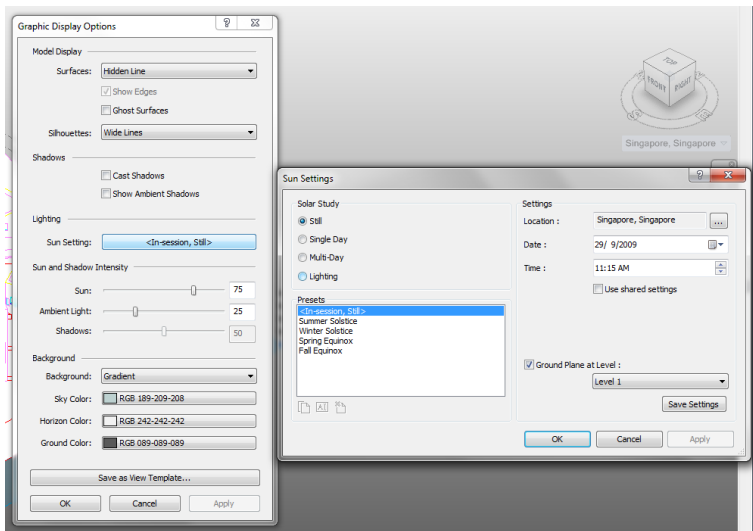 Graphic Display Options
Model Display
Surfaces: Hidden Line
Show Edges
Ghost Surfaces
Silhouettes: Wide Lines
Shadows
Cast Shadows
Show Ambient Shadows
Lighting
Sun Setting: <In-session, Still>
Sun and Shadow Intensity
Sun: 75
Ambient Light: 25
Shadows: 50
Background
Background: Gradient
Sky Color: RGB 189-209-208
Horizon Color: RGB 242-242-242
Ground Color: RGB 089-089-089
Save as View Template...
OK Cancel Apply
TOP
FRONT RIGHT
Singapore, Singapore
Sun Settings
Solar Study
Still
Single Day
Multi-Day
Lighting
Presets
<In-session, Still>
Summer Solstice
Winter Solstice
Spring Equinox
Fall Equinox
Settings
Location : Singapore, Singapore ...
Date : 29/ 9/2009
Time : 11:15 AM
Use shared settings
Ground Plane at Level :
Level 1
Save Settings
OK Cancel Apply